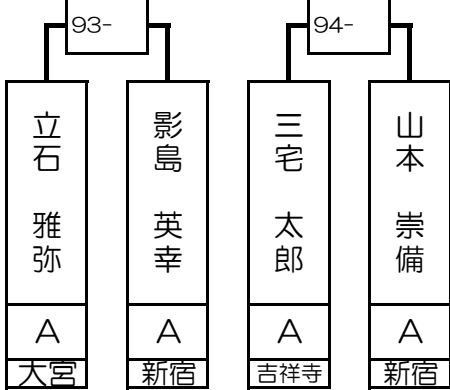 93-
94-
立石 雅弥
影島 英幸
三宅 太郎
山本 崇備
A
A
A
A
大宮
新宿
吉祥寺
新宿